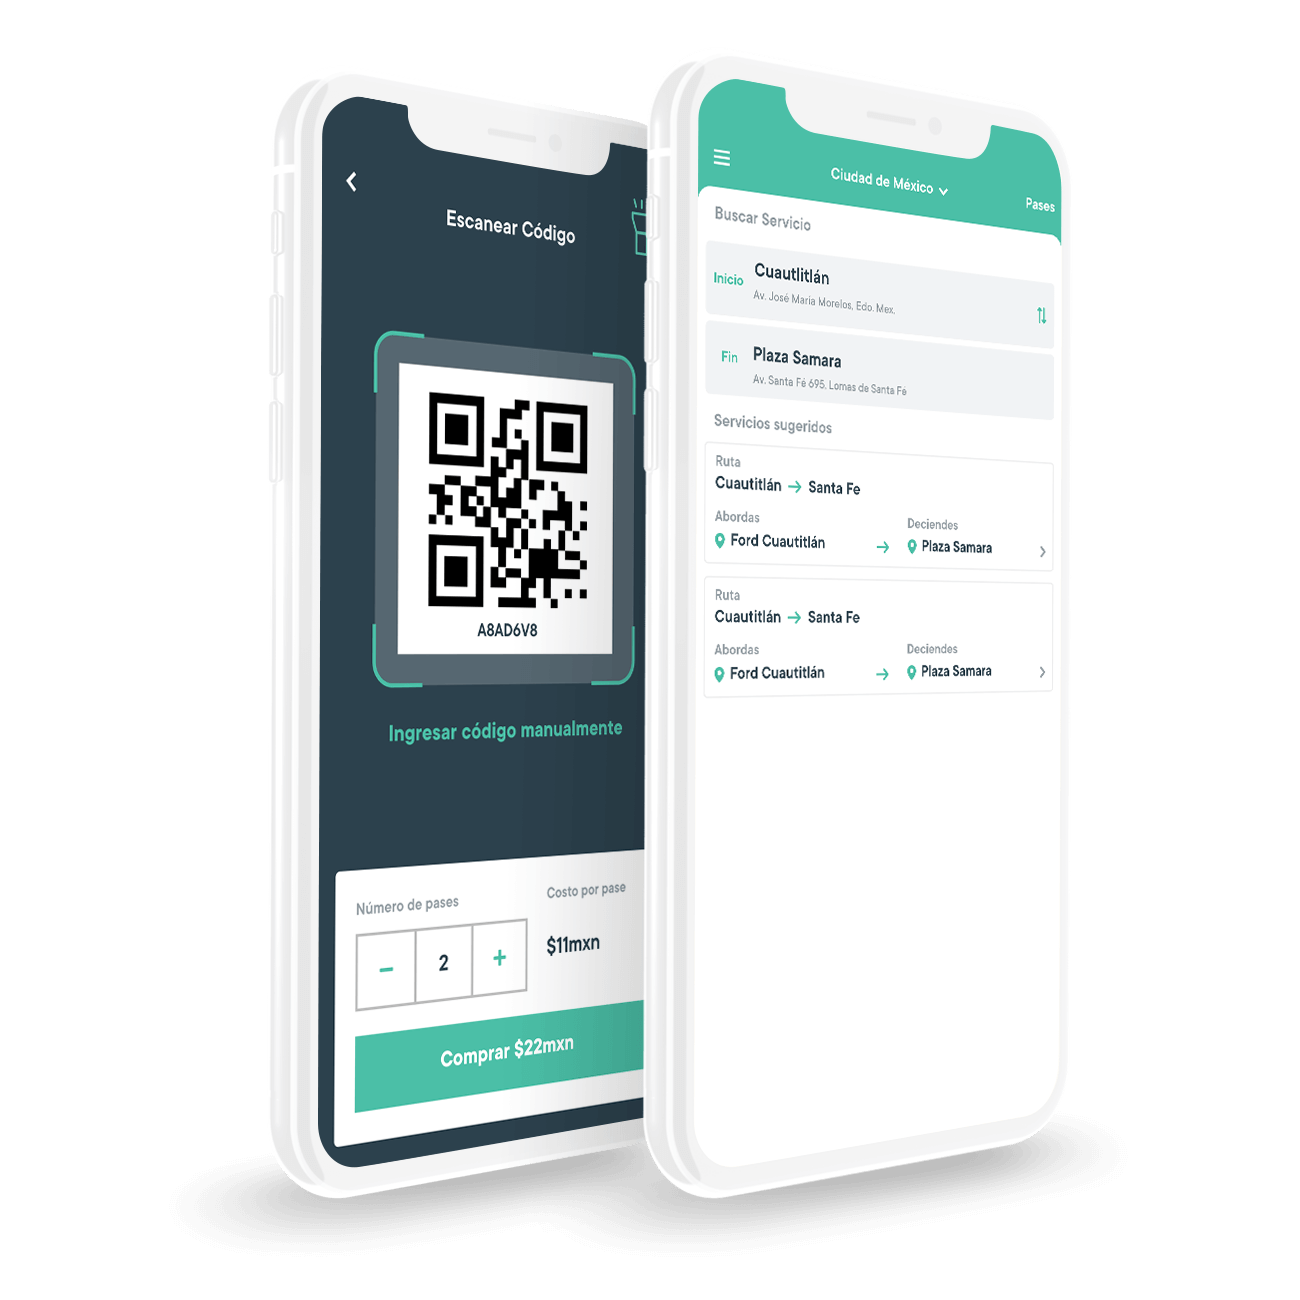 Escanear Código
A8AD6V8
Ingresar código manualmente
Número de pases
Costo por pase
− 2 +
$11mxn
Comprar $22mxn
Ciudad de México
Pases
Buscar Servicio
Inicio
Cuautlitlán
Av. José Maria Morelos, Edo. Mex.
Fin
Plaza Samara
Av. Santa Fé 695, Lomas de Santa Fé
Servicios sugeridos
Ruta
Cuautitlán → Santa Fe
Abordas
Deciendes
Ford Cuautitlán → Plaza Samara
Ruta
Cuautitlán → Santa Fe
Abordas
Deciendes
Ford Cuautitlán → Plaza Samara